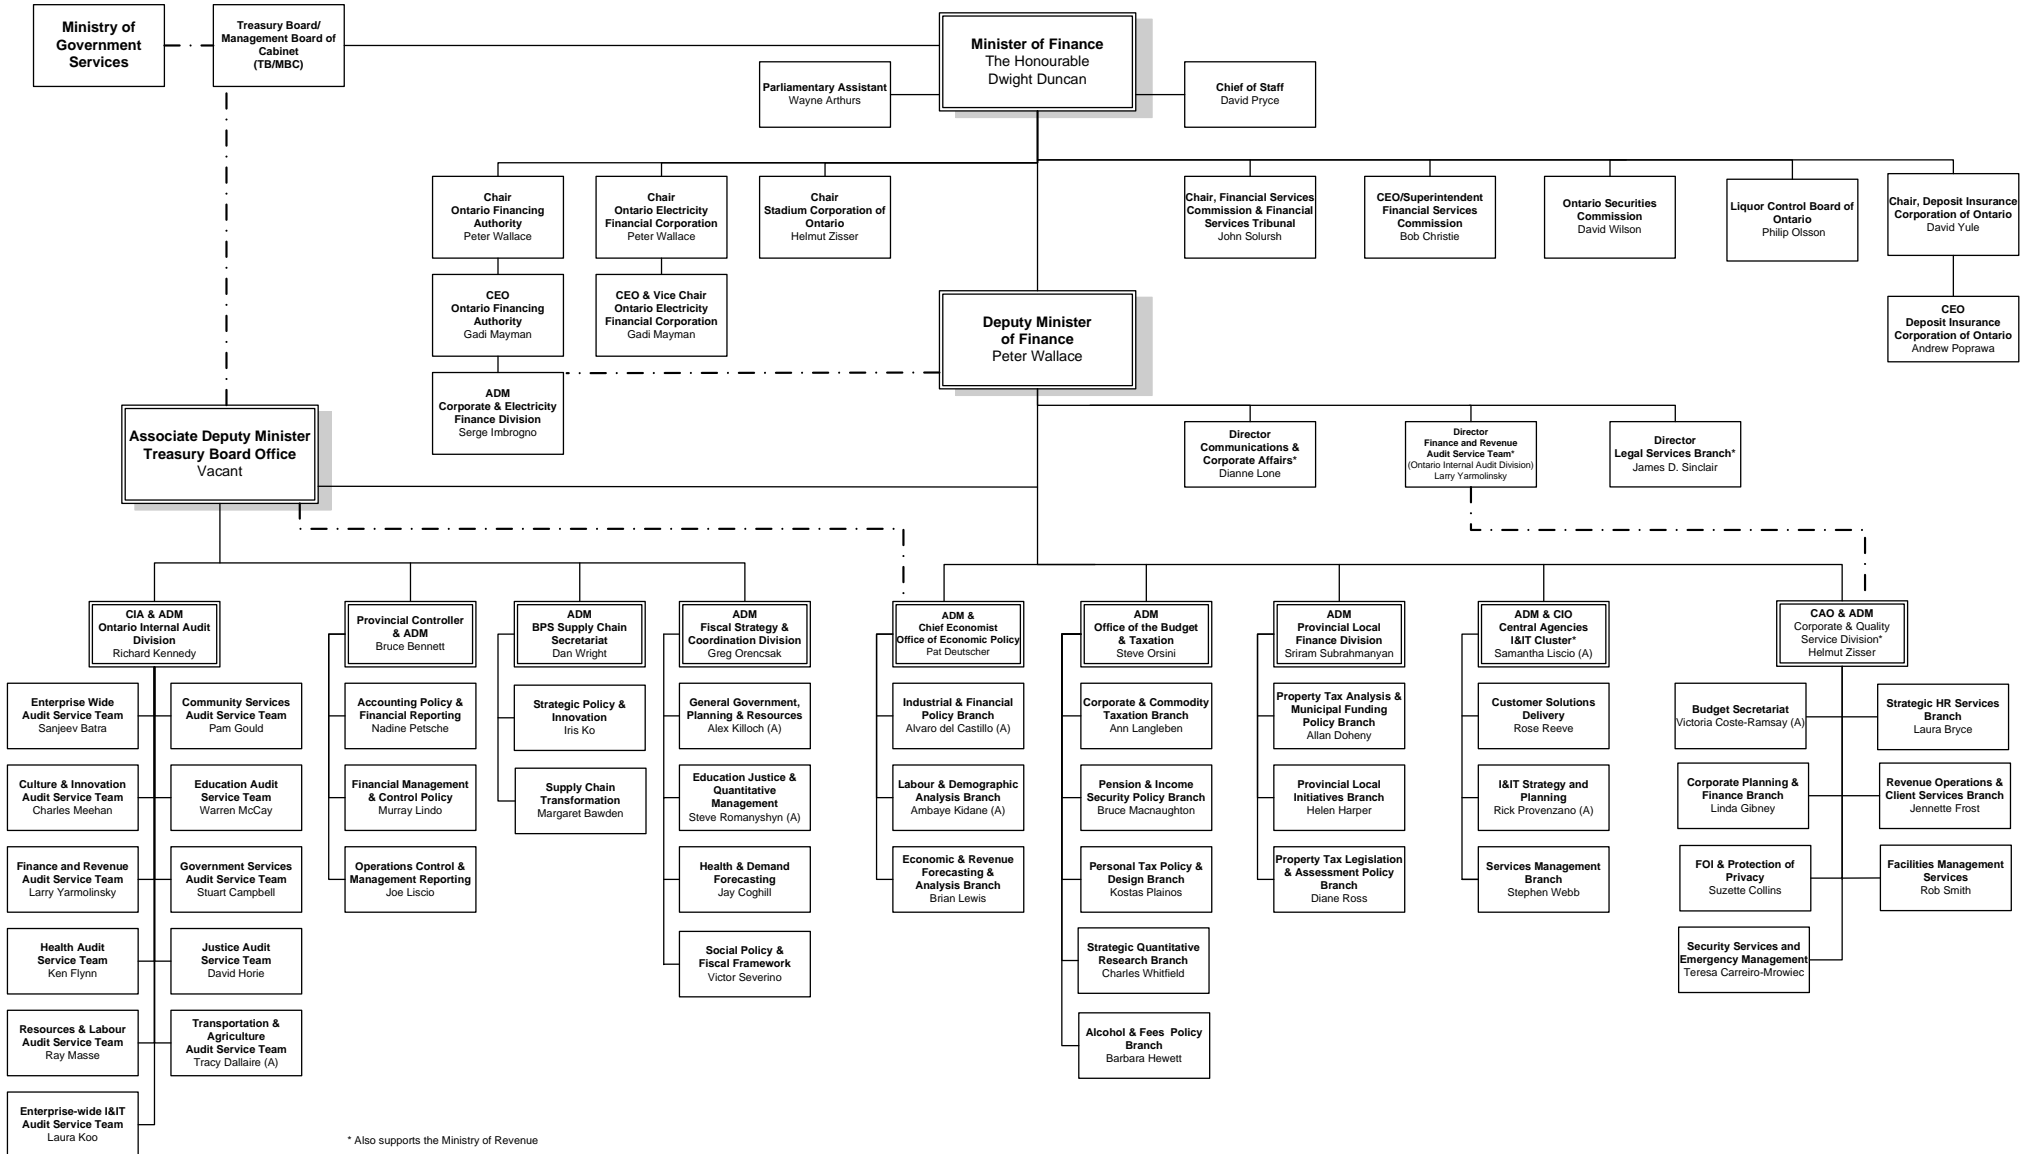 Ministry of
Government
Services
Treasury Board/
Management Board of
Cabinet
(TB/MBC)
Minister of Finance
The Honourable
Dwight Duncan
Parliamentary Assistant
Wayne Arthurs
Chief of Staff
David Pryce
Chair
Ontario Financing
Authority
Peter Wallace
Chair
Ontario Electricity
Financial Corporation
Peter Wallace
Chair
Stadium Corporation of
Ontario
Helmut Zisser
Chair, Financial Services
Commission & Financial
Services Tribunal
John Solursh
CEO/Superintendent
Financial Services
Commission
Bob Christie
Ontario Securities
Commission
David Wilson
Liquor Control Board of
Ontario
Philip Olsson
Chair, Deposit Insurance
Corporation of Ontario
David Yule
CEO
Ontario Financing
Authority
Gadi Mayman
CEO & Vice Chair
Ontario Electricity
Financial Corporation
Gadi Mayman
Deputy Minister
of Finance
Peter Wallace
CEO
Deposit Insurance
Corporation of Ontario
Andrew Poprawa
ADM
Corporate & Electricity
Finance Division
Serge Imbrogno
Associate Deputy Minister
Treasury Board Office
Vacant
Director
Communications &
Corporate Affairs*
Dianne Lone
Director
Finance and Revenue
Audit Service Team*
(Ontario Internal Audit Division)
Larry Yarmolinsky
Director
Legal Services Branch*
James D. Sinclair
CIA & ADM
Ontario Internal Audit
Division
Richard Kennedy
Provincial Controller
& ADM
Bruce Bennett
ADM
BPS Supply Chain
Secretariat
Dan Wright
ADM
Fiscal Strategy &
Coordination Division
Greg Orencsak
ADM &
Chief Economist
Office of Economic Policy
Pat Deutscher
ADM
Office of the Budget
& Taxation
Steve Orsini
ADM
Provincial Local
Finance Division
Sriram Subrahmanyan
ADM & CIO
Central Agencies
I&IT Cluster*
Samantha Liscio (A)
CAO & ADM
Corporate & Quality
Service Division*
Helmut Zisser
Enterprise Wide
Audit Service Team
Sanjeev Batra
Community Services
Audit Service Team
Pam Gould
Accounting Policy &
Financial Reporting
Nadine Petsche
Strategic Policy &
Innovation
Iris Ko
General Government,
Planning & Resources
Alex Killoch (A)
Industrial & Financial
Policy Branch
Alvaro del Castillo (A)
Corporate & Commodity
Taxation Branch
Ann Langleben
Property Tax Analysis &
Municipal Funding
Policy Branch
Allan Doheny
Customer Solutions
Delivery
Rose Reeve
Budget Secretariat
Victoria Coste-Ramsay (A)
Strategic HR Services
Branch
Laura Bryce
Culture & Innovation
Audit Service Team
Charles Meehan
Education Audit
Service Team
Warren McCay
Financial Management
& Control Policy
Murray Lindo
Supply Chain
Transformation
Margaret Bawden
Education Justice &
Quantitative
Management
Steve Romanyshyn (A)
Labour & Demographic
Analysis Branch
Ambaye Kidane (A)
Pension & Income
Security Policy Branch
Bruce Macnaughton
Provincial Local
Initiatives Branch
Helen Harper
I&IT Strategy and
Planning
Rick Provenzano (A)
Corporate Planning &
Finance Branch
Linda Gibney
Revenue Operations &
Client Services Branch
Jennette Frost
Finance and Revenue
Audit Service Team
Larry Yarmolinsky
Government Services
Audit Service Team
Stuart Campbell
Operations Control &
Management Reporting
Joe Liscio
Health & Demand
Forecasting
Jay Coghill
Economic & Revenue
Forecasting &
Analysis Branch
Brian Lewis
Personal Tax Policy &
Design Branch
Kostas Plainos
Property Tax Legislation
& Assessment Policy
Branch
Diane Ross
Services Management
Branch
Stephen Webb
FOI & Protection of
Privacy
Suzette Collins
Facilities Management
Services
Rob Smith
Health Audit
Service Team
Ken Flynn
Justice Audit
Service Team
David Horie
Social Policy &
Fiscal Framework
Victor Severino
Strategic Quantitative
Research Branch
Charles Whitfield
Security Services and
Emergency Management
Teresa Carreiro-Mrowiec
Resources & Labour
Audit Service Team
Ray Masse
Transportation &
Agriculture
Audit Service Team
Tracy Dallaire (A)
Alcohol & Fees Policy
Branch
Barbara Hewett
Enterprise-wide I&IT
Audit Service Team
Laura Koo
* Also supports the Ministry of Revenue